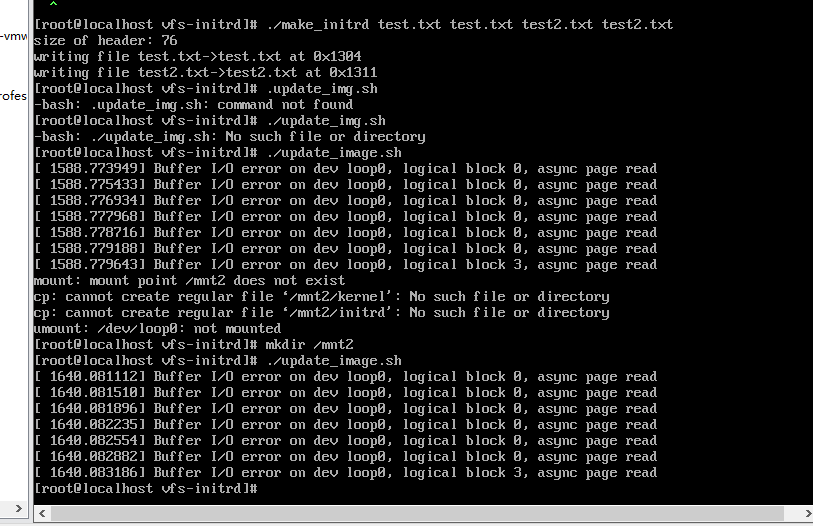 ^
[root@localhost vfs-initrd]# ./make_initrd test.txt test.txt test2.txt test2.txt
size of header: 76
writing file test.txt->test.txt at 0x1304
writing file test2.txt->test2.txt at 0x1311
[root@localhost vfs-initrd]# .update_img.sh
-bash: .update_img.sh: command not found
[root@localhost vfs-initrd]# ./update_img.sh
-bash: ./update_img.sh: No such file or directory
[root@localhost vfs-initrd]# ./update_image.sh
[ 1588.773949] Buffer I/O error on dev loop0, logical block 0, async page read
[ 1588.775433] Buffer I/O error on dev loop0, logical block 0, async page read
[ 1588.776934] Buffer I/O error on dev loop0, logical block 0, async page read
[ 1588.777968] Buffer I/O error on dev loop0, logical block 0, async page read
[ 1588.778716] Buffer I/O error on dev loop0, logical block 0, async page read
[ 1588.779188] Buffer I/O error on dev loop0, logical block 0, async page read
[ 1588.779643] Buffer I/O error on dev loop0, logical block 3, async page read
mount: mount point /mnt2 does not exist
cp: cannot create regular file ‘/mnt2/kernel’: No such file or directory
cp: cannot create regular file ‘/mnt2/initrd’: No such file or directory
umount: /dev/loop0: not mounted
[root@localhost vfs-initrd]# mkdir /mnt2
[root@localhost vfs-initrd]# ./update_image.sh
[ 1640.081112] Buffer I/O error on dev loop0, logical block 0, async page read
[ 1640.081510] Buffer I/O error on dev loop0, logical block 0, async page read
[ 1640.081896] Buffer I/O error on dev loop0, logical block 0, async page read
[ 1640.082235] Buffer I/O error on dev loop0, logical block 0, async page read
[ 1640.082554] Buffer I/O error on dev loop0, logical block 0, async page read
[ 1640.082882] Buffer I/O error on dev loop0, logical block 0, async page read
[ 1640.083186] Buffer I/O error on dev loop0, logical block 3, async page read
[root@localhost vfs-initrd]#
-vmw
rofes